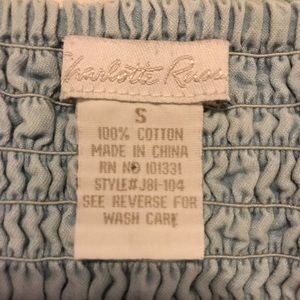 Charlotte Russe
S
100% COTTON
MADE IN CHINA
RN NO 101331
STYLE#J81-104
SEE REVERSE FOR
WASH CARE